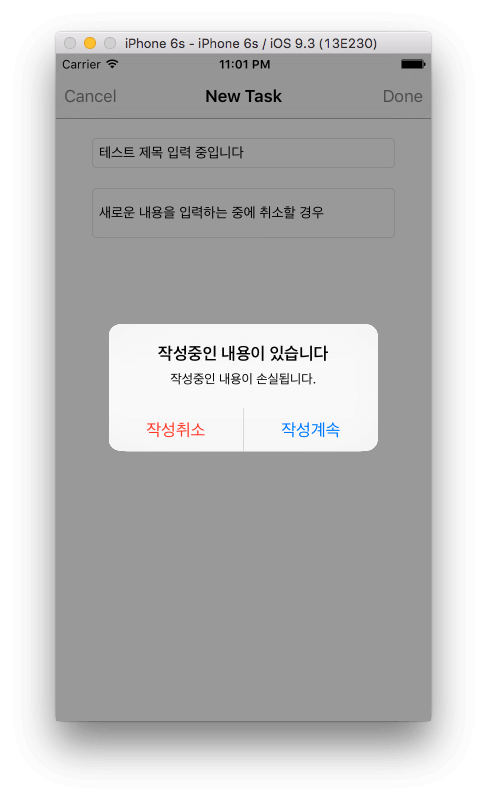 iPhone 6s - iPhone 6s / iOS 9.3 (13E230)
Carrier 11:01 PM
Cancel New Task Done
테스트 제목 입력 중입니다
새로운 내용을 입력하는 중에 취소할 경우
작성중인 내용이 있습니다
작성중인 내용이 손실됩니다.
작성취소 작성계속